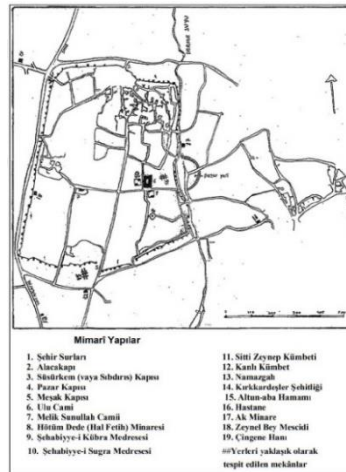 Mimari Yapılar
1. Şehir Surları
2. Alacakapı
3. Süsürkem (vaya Sıbdırıs) Kapısı
4. Pazar Kapısı
5. Meşak Kapısı
6. Ulu Cami
7. Melik Sunullah Camii
8. Hötüm Dede (Hal Fetih) Minaresi
9. Şehabiyye-i Kübra Medresesi
10. Şehabiyye-i Sugra Medresesi
11. Sitti Zeynep Kümbeti
12. Kanlı Kümbet
13. Namazgah
14. Kırkkardeşler Şehitliği
15. Altun-aba Hamamı
16. Hastane
17. Ak Minare
18. Zeynel Bey Mescidi
19. Çingene Hanı
##Yerleri yaklaşık olarak
tespit edilen mekânlar